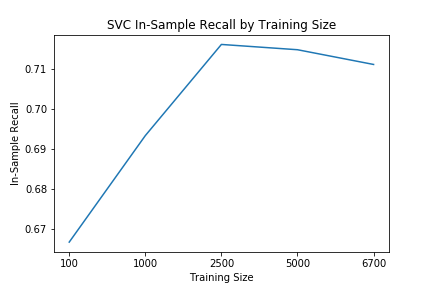 SVC In-Sample Recall by Training Size
In-Sample Recall
0.71
0.70
0.69
0.68
0.67
100 1000 2500 5000 6700
Training Size